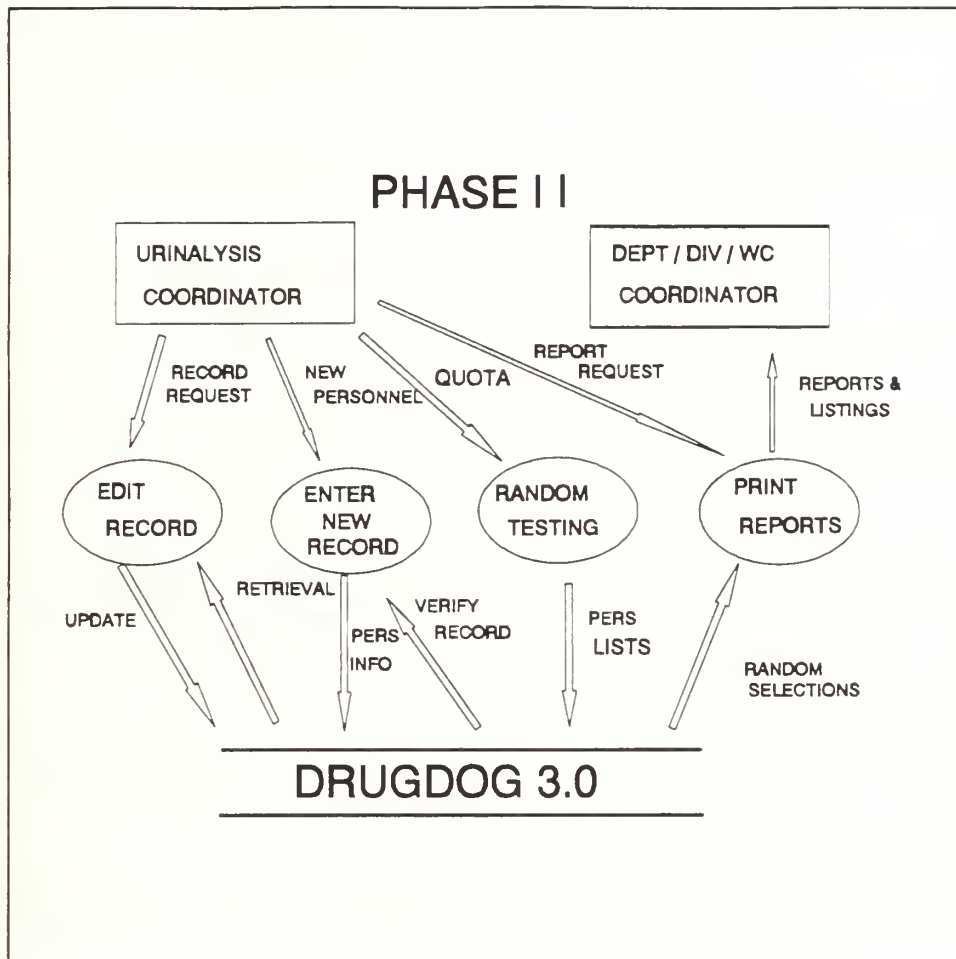 PHASE II
URINALYSIS
COORDINATOR
DEPT / DIV / WC
COORDINATOR
RECORD
REQUEST
NEW
PERSONNEL
QUOTA
REPORT
REQUEST
REPORTS &
LISTINGS
EDIT
RECORD
ENTER
NEW
RECORD
RANDOM
TESTING
PRINT
REPORTS
UPDATE
RETRIEVAL
PERS
INFO
VERIFY
RECORD
PERS
LISTS
RANDOM
SELECTIONS
DRUGDOG 3.0